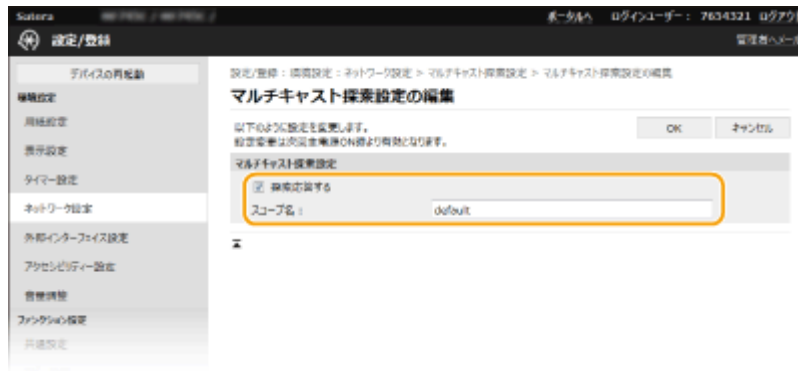 Satera
ポータルへ ログインユーザー： 7654321 ログアウト
設定/登録
管理者へメール
デバイスの再起動
環境設定
用紙設定
表示設定
タイマー設定
ネットワーク設定
外部インターフェイス設定
アクセシビリティー設定
音量調整
ファンクション設定
共通設定
設定/登録 : 環境設定 : ネットワーク設定 > マルチキャスト探索設定 > マルチキャスト探索設定の編集
マルチキャスト探索設定の編集
以下のように設定を変更します。
設定変更は次回主電源ON時より有効となります。
OK キャンセル
マルチキャスト探索設定
探索応答する
スコープ名 : default